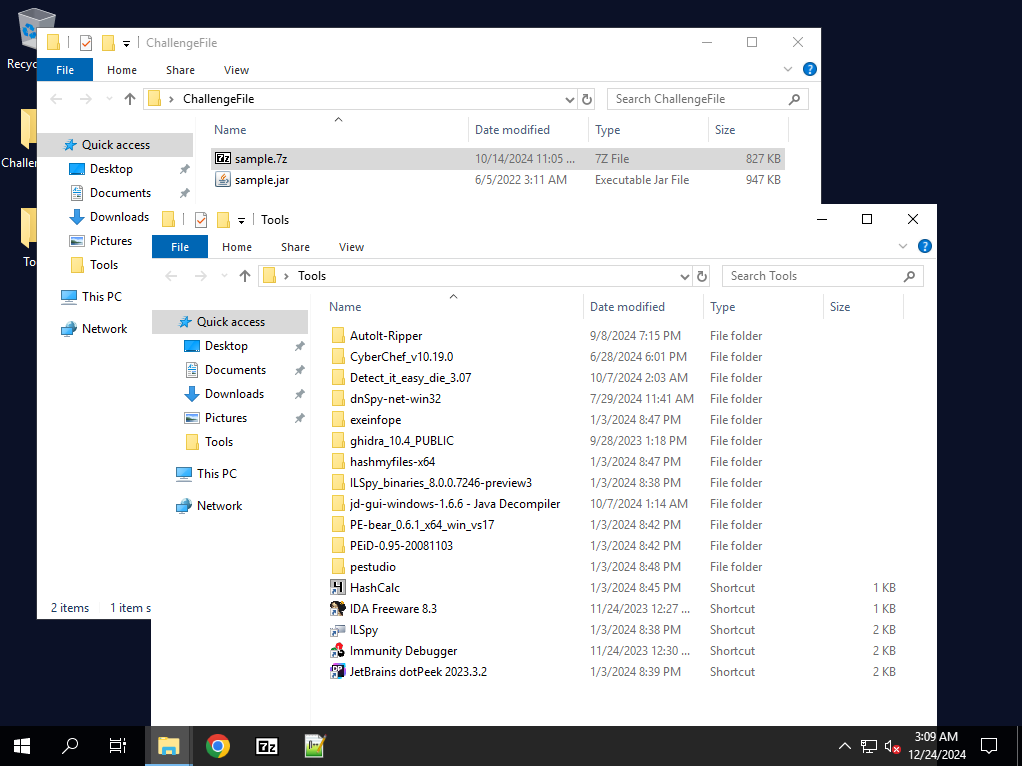 Recyc
Challer
To
ChallengeFile
File Home Share View
ChallengeFile
Search ChallengeFile
Name Date modified Type Size
Quick access
Desktop
Documents
Downloads
Pictures
Tools
This PC
Network
sample.7z 10/14/2024 11:05 ... 7Z File 827 KB
sample.jar 6/5/2022 3:11 AM Executable Jar File 947 KB
2 items 1 item s
Tools
File Home Share View
Tools
Search Tools
Name Date modified Type Size
Quick access
Desktop
Documents
Downloads
Pictures
Tools
This PC
Network
AutoIt-Ripper 9/8/2024 7:15 PM File folder
CyberChef_v10.19.0 6/28/2024 6:01 PM File folder
Detect_it_easy_die_3.07 10/7/2024 2:03 AM File folder
dnSpy-net-win32 7/29/2024 11:41 AM File folder
exeinfope 1/3/2024 8:47 PM File folder
ghidra_10.4_PUBLIC 9/28/2023 1:18 PM File folder
hashmyfiles-x64 1/3/2024 8:47 PM File folder
ILSpy_binaries_8.0.0.7246-preview3 1/3/2024 8:38 PM File folder
jd-gui-windows-1.6.6 - Java Decompiler 10/7/2024 1:14 AM File folder
PE-bear_0.6.1_x64_win_vs17 1/3/2024 8:42 PM File folder
PEiD-0.95-20081103 1/3/2024 8:42 PM File folder
pestudio 1/3/2024 8:48 PM File folder
HashCalc 1/3/2024 8:45 PM Shortcut 1 KB
IDA Freeware 8.3 11/24/2023 12:27 ... Shortcut 1 KB
ILSpy 1/3/2024 8:38 PM Shortcut 2 KB
Immunity Debugger 11/24/2023 12:30 ... Shortcut 2 KB
JetBrains dotPeek 2023.3.2 1/3/2024 8:39 PM Shortcut 2 KB
7z
3:09 AM
12/24/2024